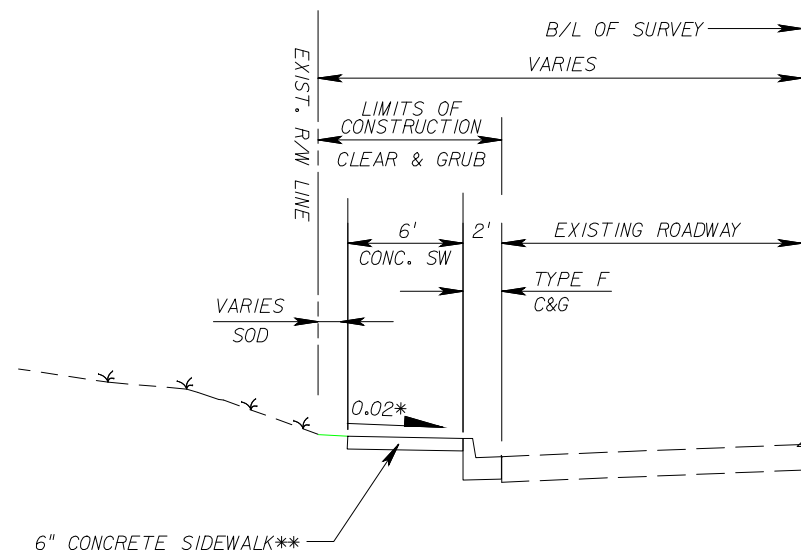 B/L OF SURVEY
VARIES
EXIST. R/W LINE
LIMITS OF
CONSTRUCTION
CLEAR & GRUB
6'
2'
EXISTING ROADWAY
CONC. SW
TYPE F
C&G
VARIES
SOD
0.02*
6" CONCRETE SIDEWALK**